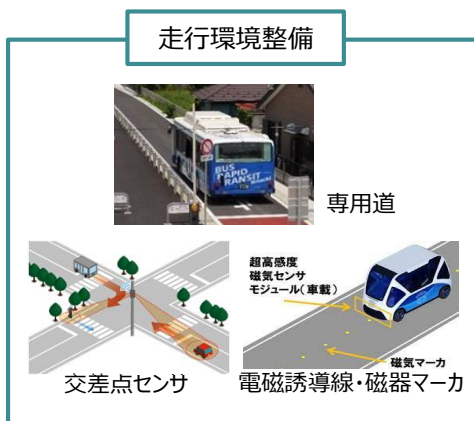 走行環境整備
BUS
RAPID
TRANSIT
専用道
超高感度
磁気センサ
モジュール(車載)
磁気マーカ
交差点センサ
電磁誘導線・磁器マーカ